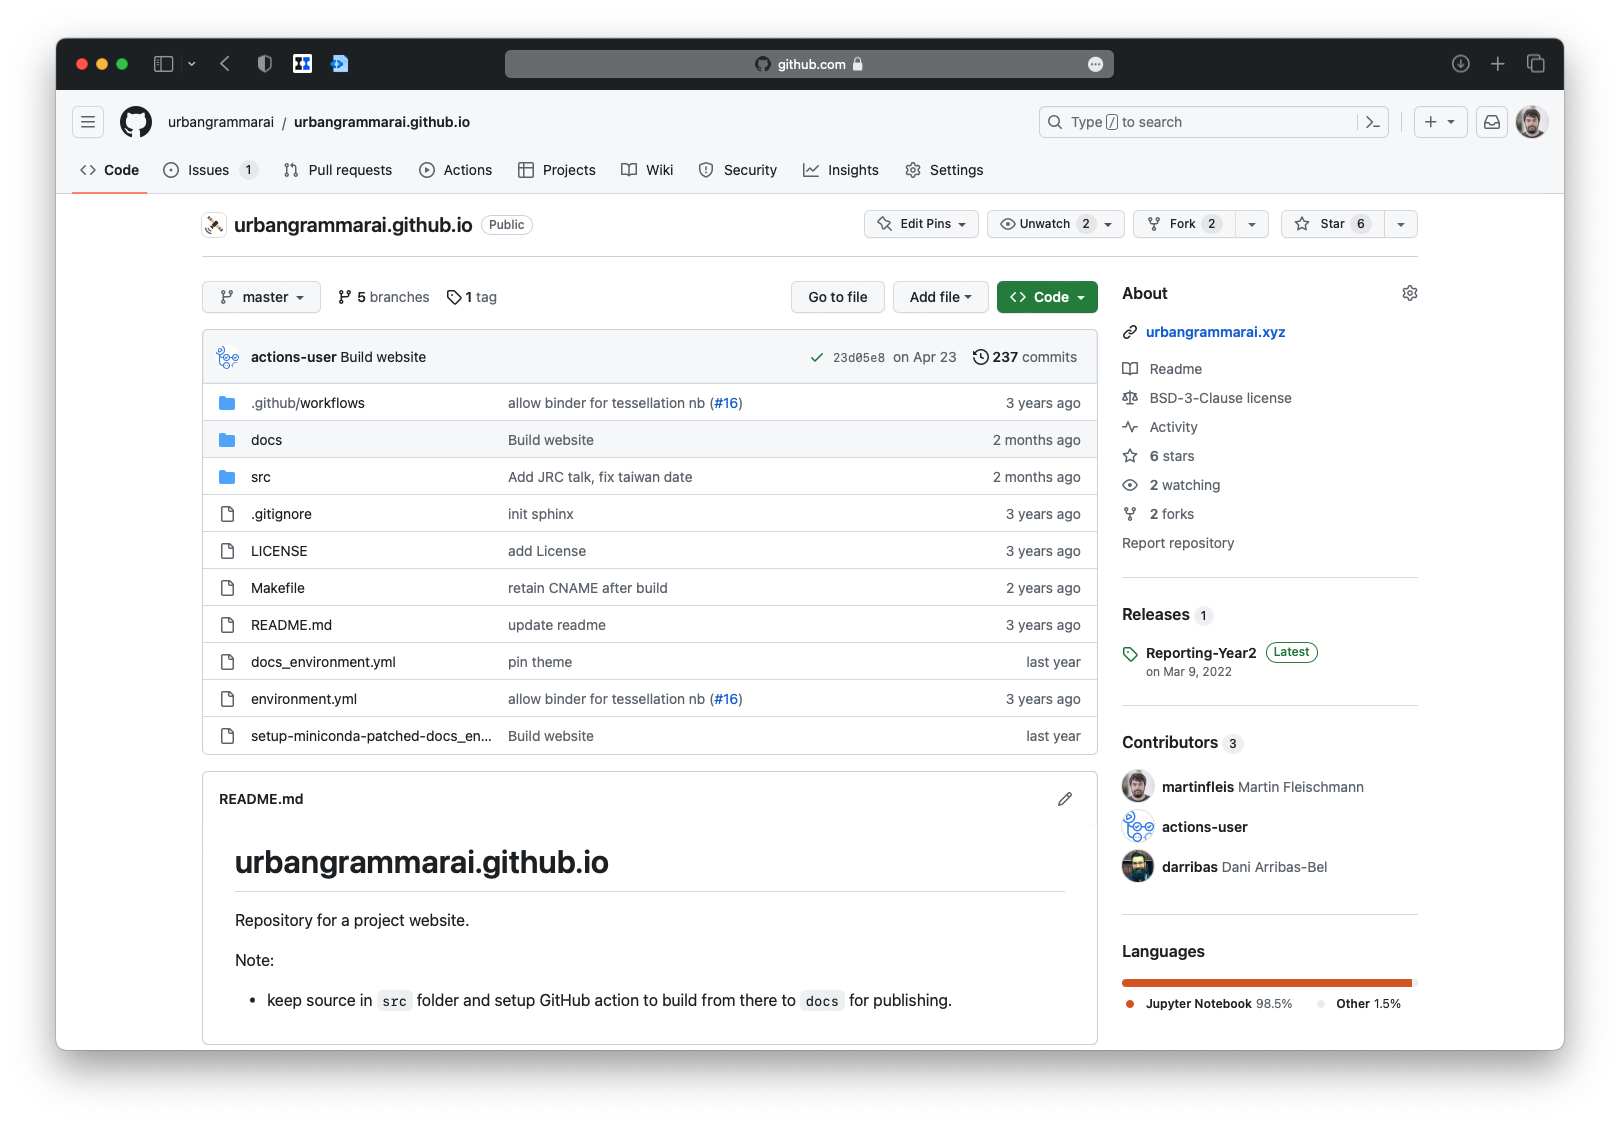 github.com
urbangrammarai / urbangrammarai.github.io
Type / to search
Code Issues 1 Pull requests Actions Projects Wiki Security Insights Settings
urbangrammarai.github.io Public
Edit Pins Unwatch 2 Fork 2 Star 6
master 5 branches 1 tag
Go to file Add file Code
actions-user Build website 23d05e8 on Apr 23 237 commits
.github/workflows allow binder for tessellation nb (#16) 3 years ago
docs Build website 2 months ago
src Add JRC talk, fix taiwan date 2 months ago
.gitignore init sphinx 3 years ago
LICENSE add License 3 years ago
Makefile retain CNAME after build 2 years ago
README.md update readme 3 years ago
docs_environment.yml pin theme last year
environment.yml allow binder for tessellation nb (#16) 3 years ago
setup-miniconda-patched-docs_en... Build website last year
README.md
urbangrammarai.github.io
Repository for a project website.
Note:
• keep source in src folder and setup GitHub action to build from there to docs for publishing.
About
urbangrammarai.xyz
Readme
BSD-3-Clause license
Activity
6 stars
2 watching
2 forks
Report repository
Releases 1
Reporting-Year2 Latest
on Mar 9, 2022
Contributors 3
martinfleis Martin Fleischmann
actions-user
darribas Dani Arribas-Bel
Languages
Jupyter Notebook 98.5% Other 1.5%